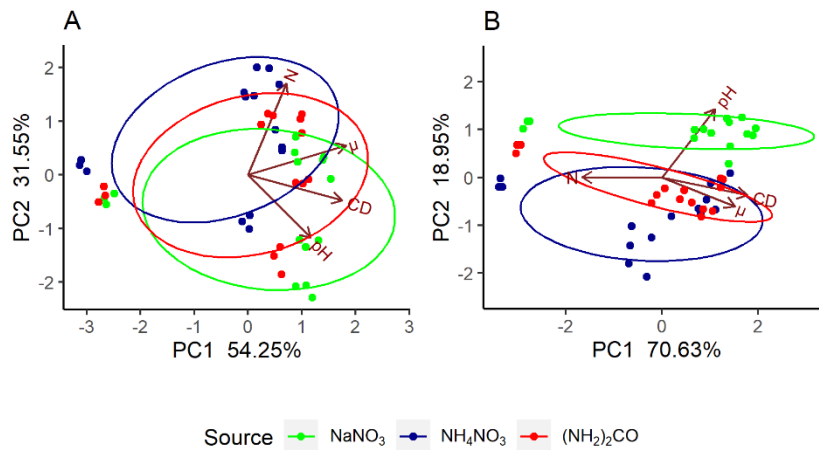 A
B
PC2 31.55%
2
1
0
-1
-2
N
µ
CD
pH
-3
-2
-1
0
1
2
3
PC1 54.25%
PC2 18.95%
2
1
0
-1
-2
pH
N
CD
µ
-2
0
2
PC1 70.63%
Source NaNO₃ NH₄NO₃ (NH₂)₂CO